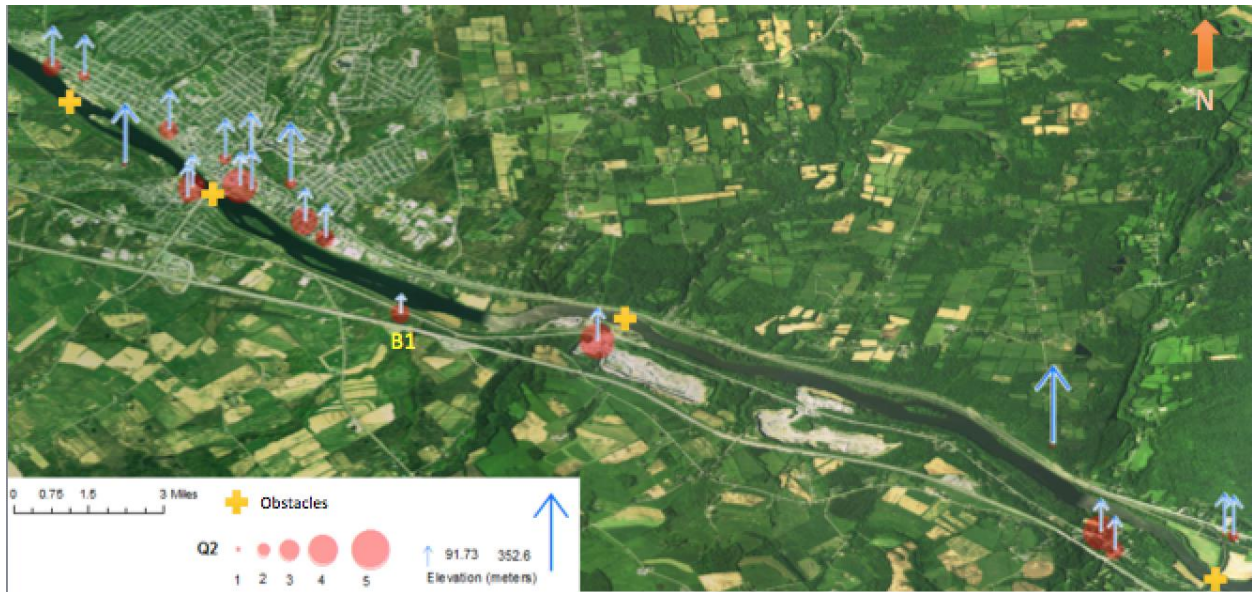 N
B1
0 0.75 1.5 3 Miles
Obstacles
Q2
1 2 3 4 5
91.73 352.6
Elevation (meters)